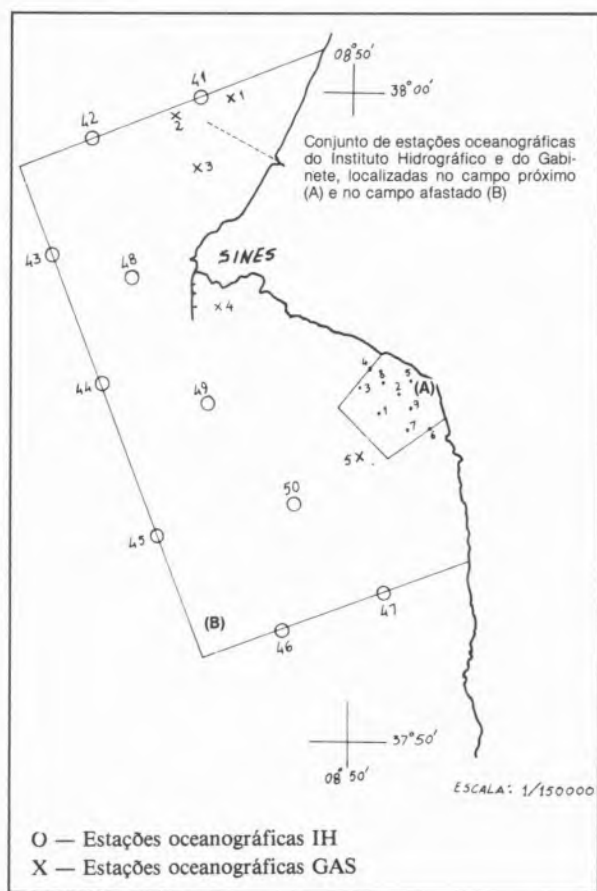 08°50'
41
x1
38°00'
42
x
2
Conjunto de estações oceanográficas
do Instituto Hidrográfico e do Gabi-
nete, localizadas no campo próximo
(A) e no campo afastado (B)
x3
SINES
43
48
x4
4
8
5
(A)
44
3
2
49
1
9
7
6
5x
50
45
(B)
47
46
37°50'
08°50'
ESCALA: 1/150000
O — Estações oceanográficas IH
X — Estações oceanográficas GAS